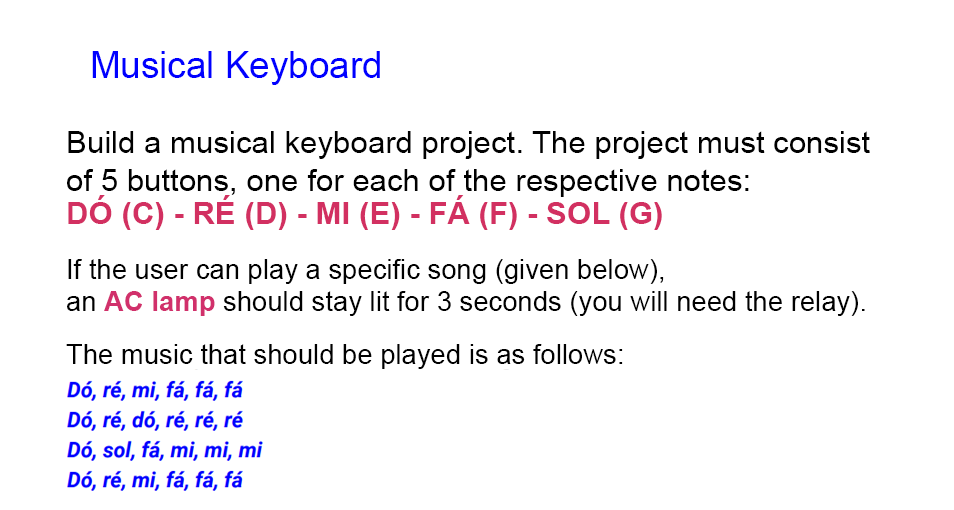 Musical Keyboard
Build a musical keyboard project. The project must consist
of 5 buttons, one for each of the respective notes:
DÓ (C) - RÉ (D) - MI (E) - FÁ (F) - SOL (G)
If the user can play a specific song (given below),
an AC lamp should stay lit for 3 seconds (you will need the relay).
The music that should be played is as follows:
Dó, ré, mi, fá, fá, fá
Dó, ré, dó, ré, ré, ré
Dó, sol, fá, mi, mi, mi
Dó, ré, mi, fá, fá, fá